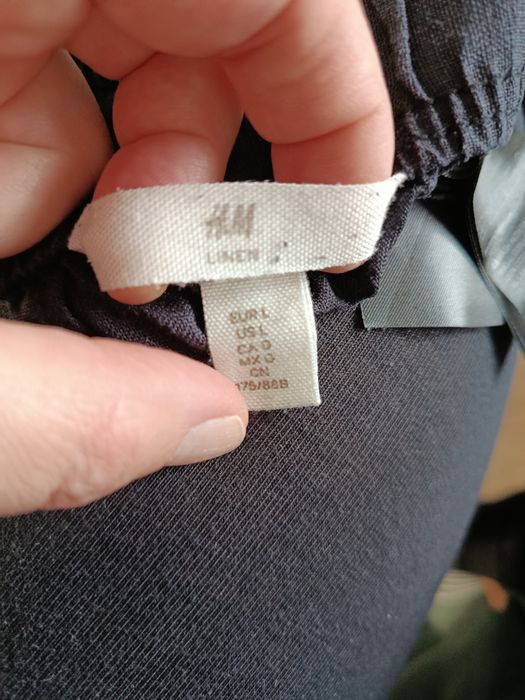 H&M
LINEN
EUR L
US L
CA G
MX G
CN
175/88B